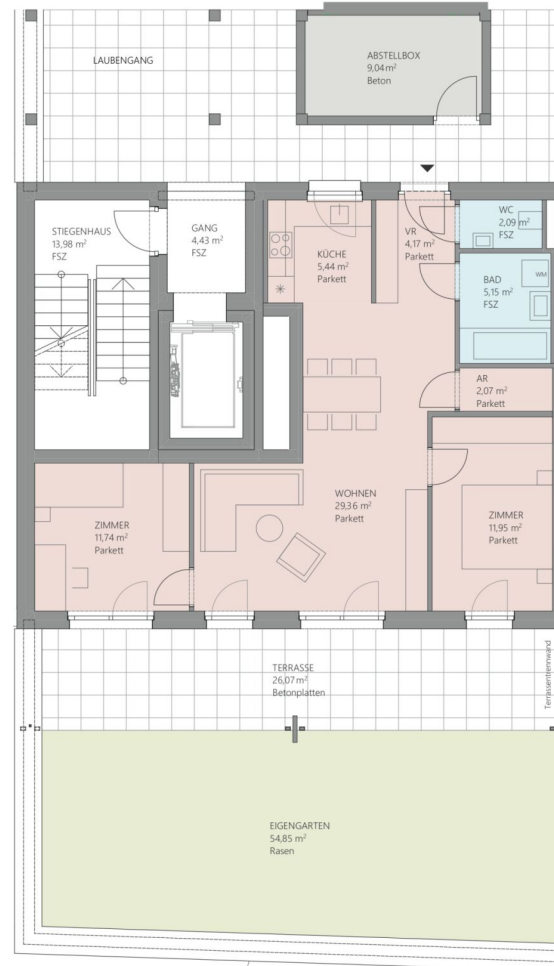 LAUBENGANG
ABSTELLBOX
9,04 m²
Beton
STIEGENHAUS
13,98 m²
FSZ
GANG
4,43 m²
FSZ
KÜCHE
5,44 m²
Parkett
VR
4,17 m²
Parkett
WC
2,09 m²
FSZ
BAD
5,15 m²
FSZ
WM
AR
2,07 m²
Parkett
ZIMMER
11,74 m²
Parkett
WOHNEN
29,36 m²
Parkett
ZIMMER
11,95 m²
Parkett
TERRASSE
26,07 m²
Betonplatten
Terrassentrennwand
EIGENGARTEN
54,85 m²
Rasen